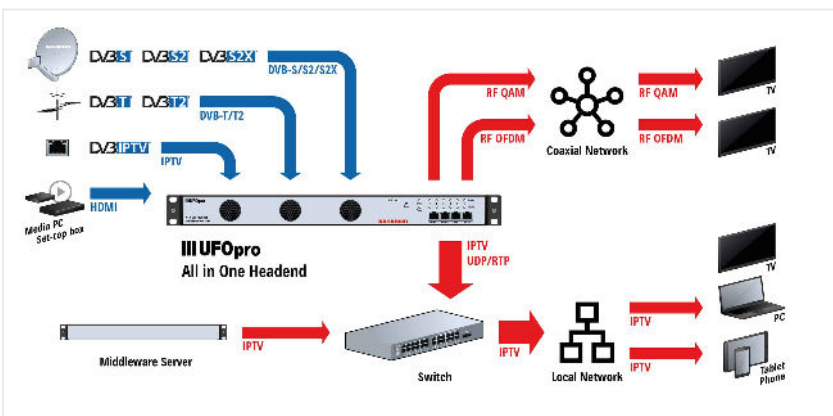 DVB S DVB S2 DVB S2X
DVB-S/S2/S2X
DVB T DVB T2
DVB-T/T2
DVB IPTV
IPTV
HDMI
Media PC
Set-top box
RF QAM
RF OFDM
Coaxial Network
RF QAM
TV
RF OFDM
TV
UFOpro
All in One Headend
IPTV
UDP/RTP
Middleware Server
IPTV
Switch
IPTV
Local Network
IPTV
IPTV
TV
PC
Tablet
Phone